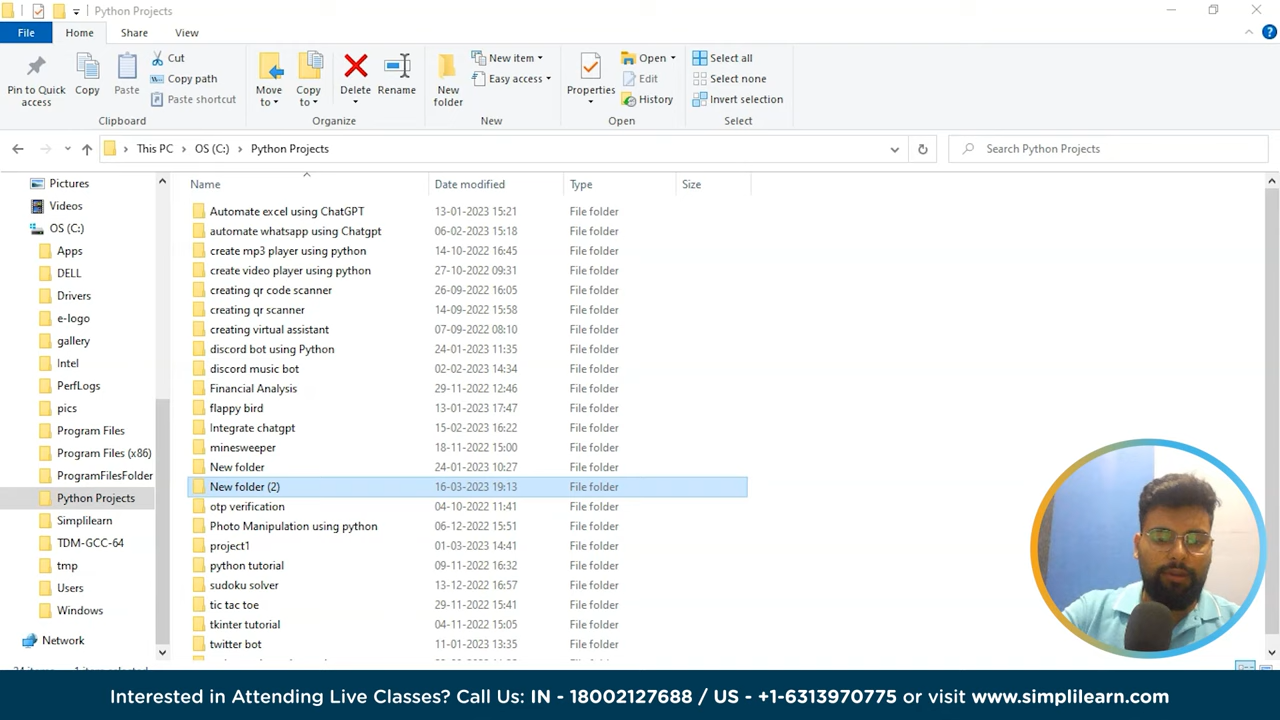 Python Projects
File Home Share View
Pin to Quick access
Copy
Paste
Cut
Copy path
Paste shortcut
Clipboard
Move to
Copy to
Delete
Rename
Organize
New folder
New item
Easy access
New
Properties
Open
Edit
History
Open
Select all
Select none
Invert selection
Select
This PC > OS (C:) > Python Projects
Search Python Projects
Pictures
Videos
OS (C:)
Apps
DELL
Drivers
e-logo
gallery
Intel
PerfLogs
pics
Program Files
Program Files (x86)
ProgramFilesFolder
Python Projects
Simplilearn
TDM-GCC-64
tmp
Users
Windows
Network
Name Date modified Type Size
Automate excel using ChatGPT 13-01-2023 15:21 File folder
automate whatsapp using Chatgpt 06-02-2023 15:18 File folder
create mp3 player using python 14-10-2022 16:45 File folder
create video player using python 27-10-2022 09:31 File folder
creating qr code scanner 26-09-2022 16:05 File folder
creating qr scanner 14-09-2022 15:58 File folder
creating virtual assistant 07-09-2022 08:10 File folder
discord bot using Python 24-01-2023 11:35 File folder
discord music bot 02-02-2023 14:34 File folder
Financial Analysis 29-11-2022 12:46 File folder
flappy bird 13-01-2023 17:47 File folder
Integrate chatgpt 15-02-2023 16:22 File folder
minesweeper 18-11-2022 15:00 File folder
New folder 24-01-2023 10:27 File folder
New folder (2) 16-03-2023 19:13 File folder
otp verification 04-10-2022 11:41 File folder
Photo Manipulation using python 06-12-2022 15:51 File folder
project1 01-03-2023 14:41 File folder
python tutorial 09-11-2022 16:32 File folder
sudoku solver 13-12-2022 16:57 File folder
tic tac toe 29-11-2022 15:41 File folder
tkinter tutorial 04-11-2022 15:05 File folder
twitter bot 11-01-2023 13:35 File folder
Interested in Attending Live Classes? Call Us: IN - 18002127688 / US - +1-6313970775 or visit www.simplilearn.com